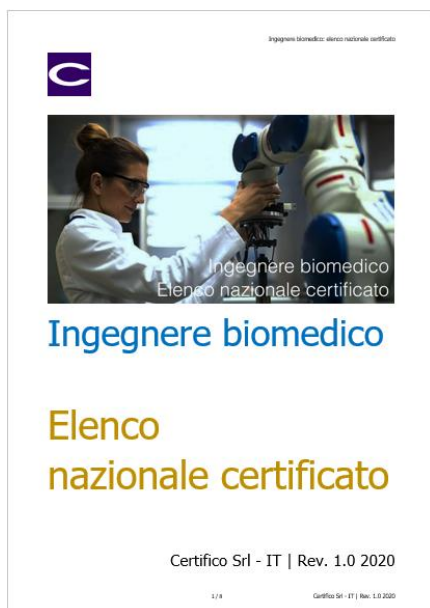 Ingegnere biomedico: elenco nazionale certificato
C
Ingegnere biomedico
Elenco nazionale certificato
Ingegnere biomedico
Elenco
nazionale certificato
Certifico Srl - IT | Rev. 1.0 2020
1 / 8
Certifico Srl - IT | Rev. 1.0 2020